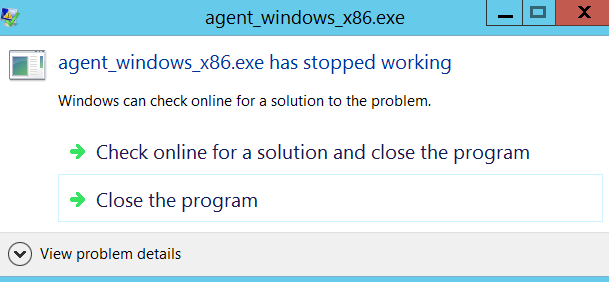 agent_windows_x86.exe
agent_windows_x86.exe has stopped working
Windows can check online for a solution to the problem.
Check online for a solution and close the program
Close the program
View problem details